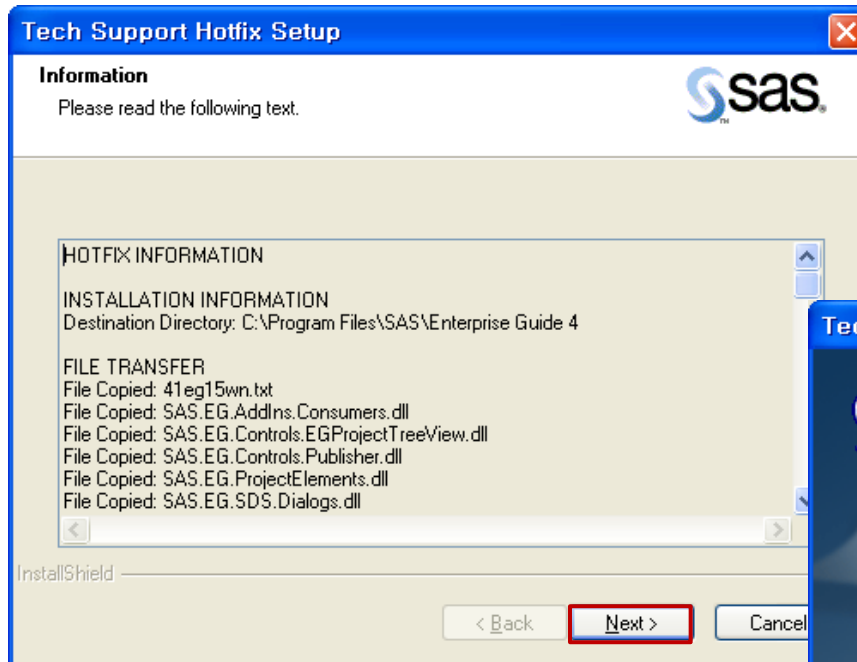 Tech Support Hotfix Setup
Information
Please read the following text.
sas.
TM
HOTFIX INFORMATION
INSTALLATION INFORMATION
Destination Directory: C:\Program Files\SAS\Enterprise Guide 4
FILE TRANSFER
File Copied: 41eg15wn.txt
File Copied: SAS.EG.AddIns.Consumers.dll
File Copied: SAS.EG.Controls.EGProjectTreeView.dll
File Copied: SAS.EG.Controls.Publisher.dll
File Copied: SAS.EG.ProjectElements.dll
File Copied: SAS.EG.SDS.Dialogs.dll
Tec
InstallShield
< Back
Next >
Cancel